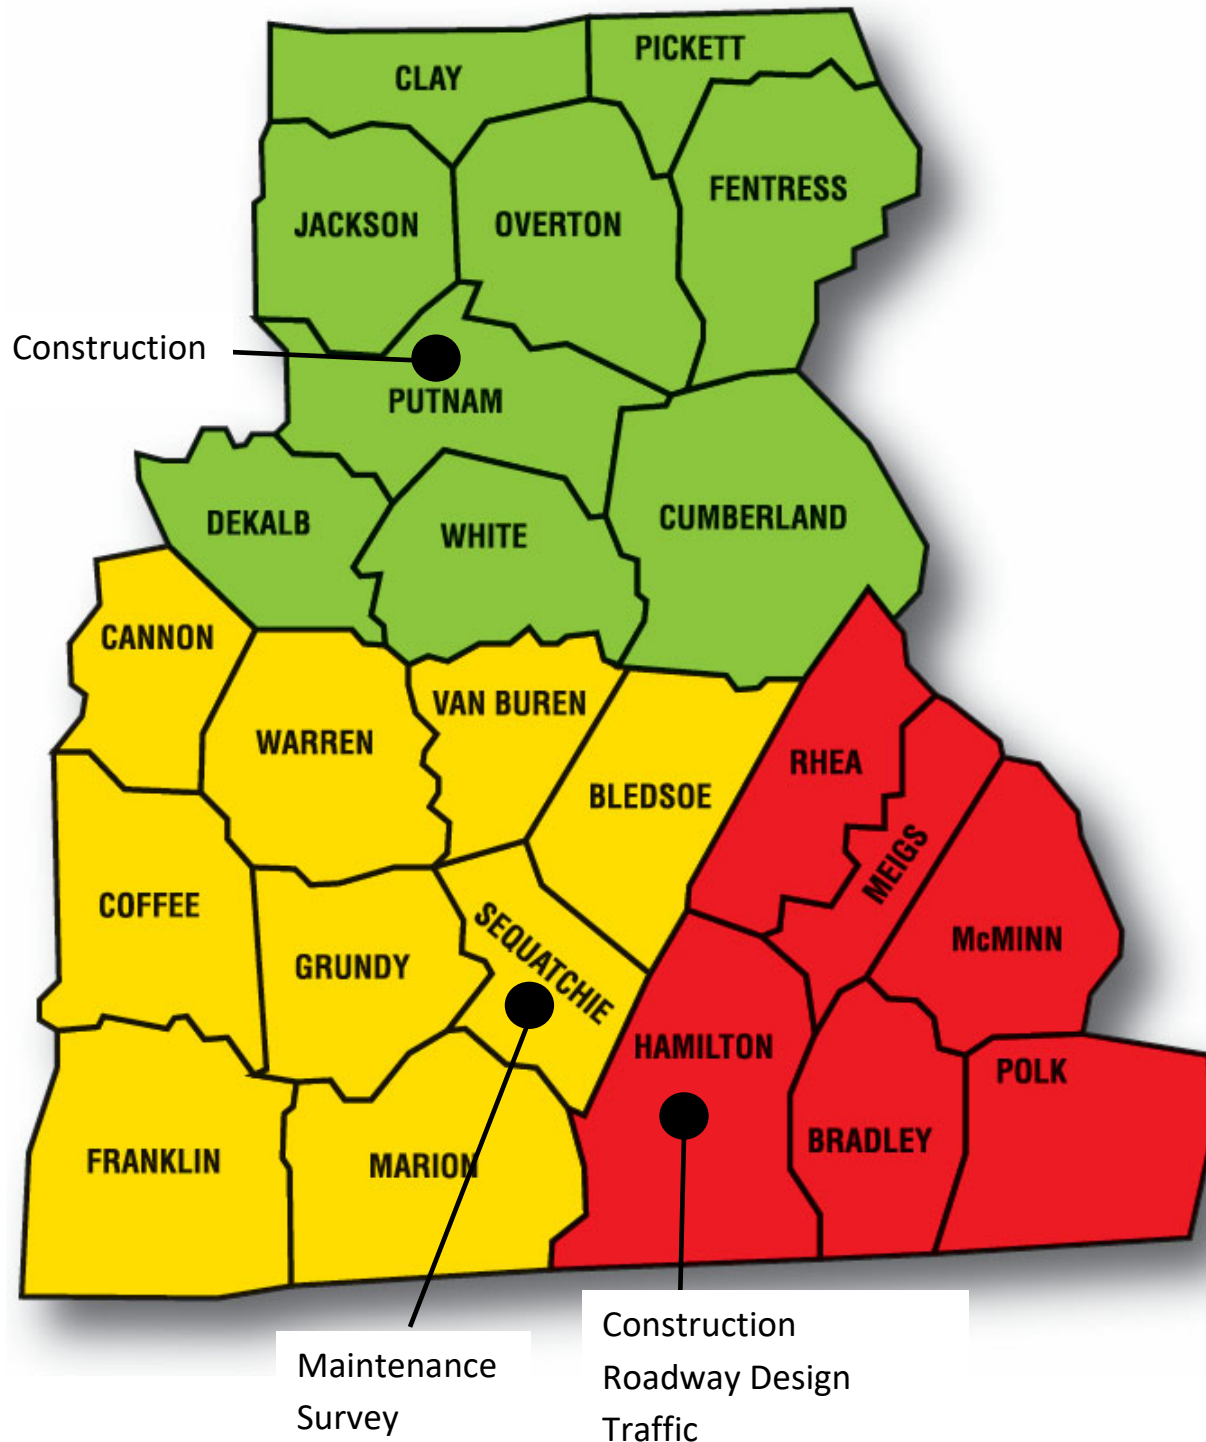 PICKETT
CLAY
FENTRESS
JACKSON
OVERTON
Construction
PUTNAM
DEKALB
WHITE
CUMBERLAND
CANNON
VAN BUREN
WARREN
RHEA
BLEDSOE
MEIGS
COFFEE
SEQUATCHIE
McMINN
GRUNDY
HAMILTON
POLK
FRANKLIN
MARION
BRADLEY
Maintenance
Survey
Construction
Roadway Design
Traffic